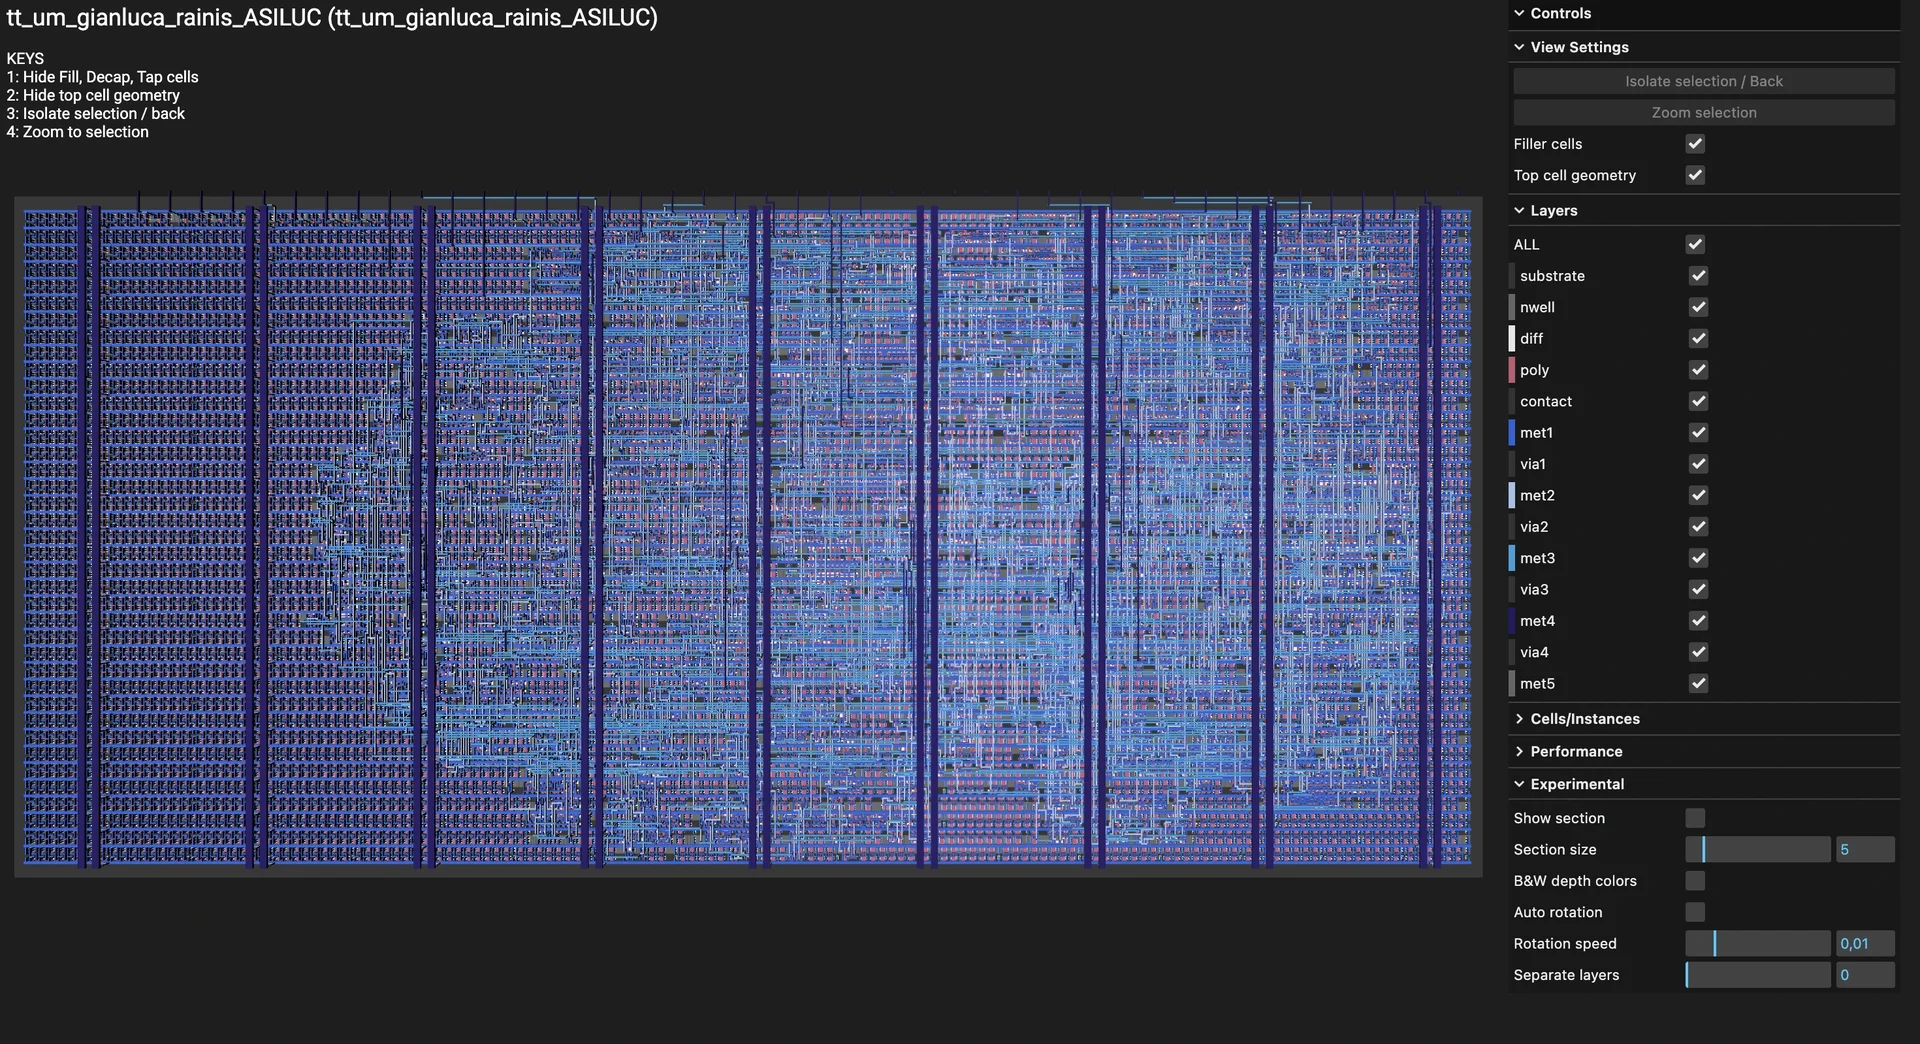 tt_um_gianluca_rainis_ASILUC (tt_um_gianluca_rainis_ASILUC)
KEYS
1: Hide Fill, Decap, Tap cells
2: Hide top cell geometry
3: Isolate selection / back
4: Zoom to selection
Controls
View Settings
Isolate selection / Back
Zoom selection
Filler cells
Top cell geometry
Layers
ALL
substrate
nwell
diff
poly
contact
met1
via1
met2
via2
met3
via3
met4
via4
met5
Cells/Instances
Performance
Experimental
Show section
Section size 5
B&W depth colors
Auto rotation
Rotation speed 0,01
Separate layers 0